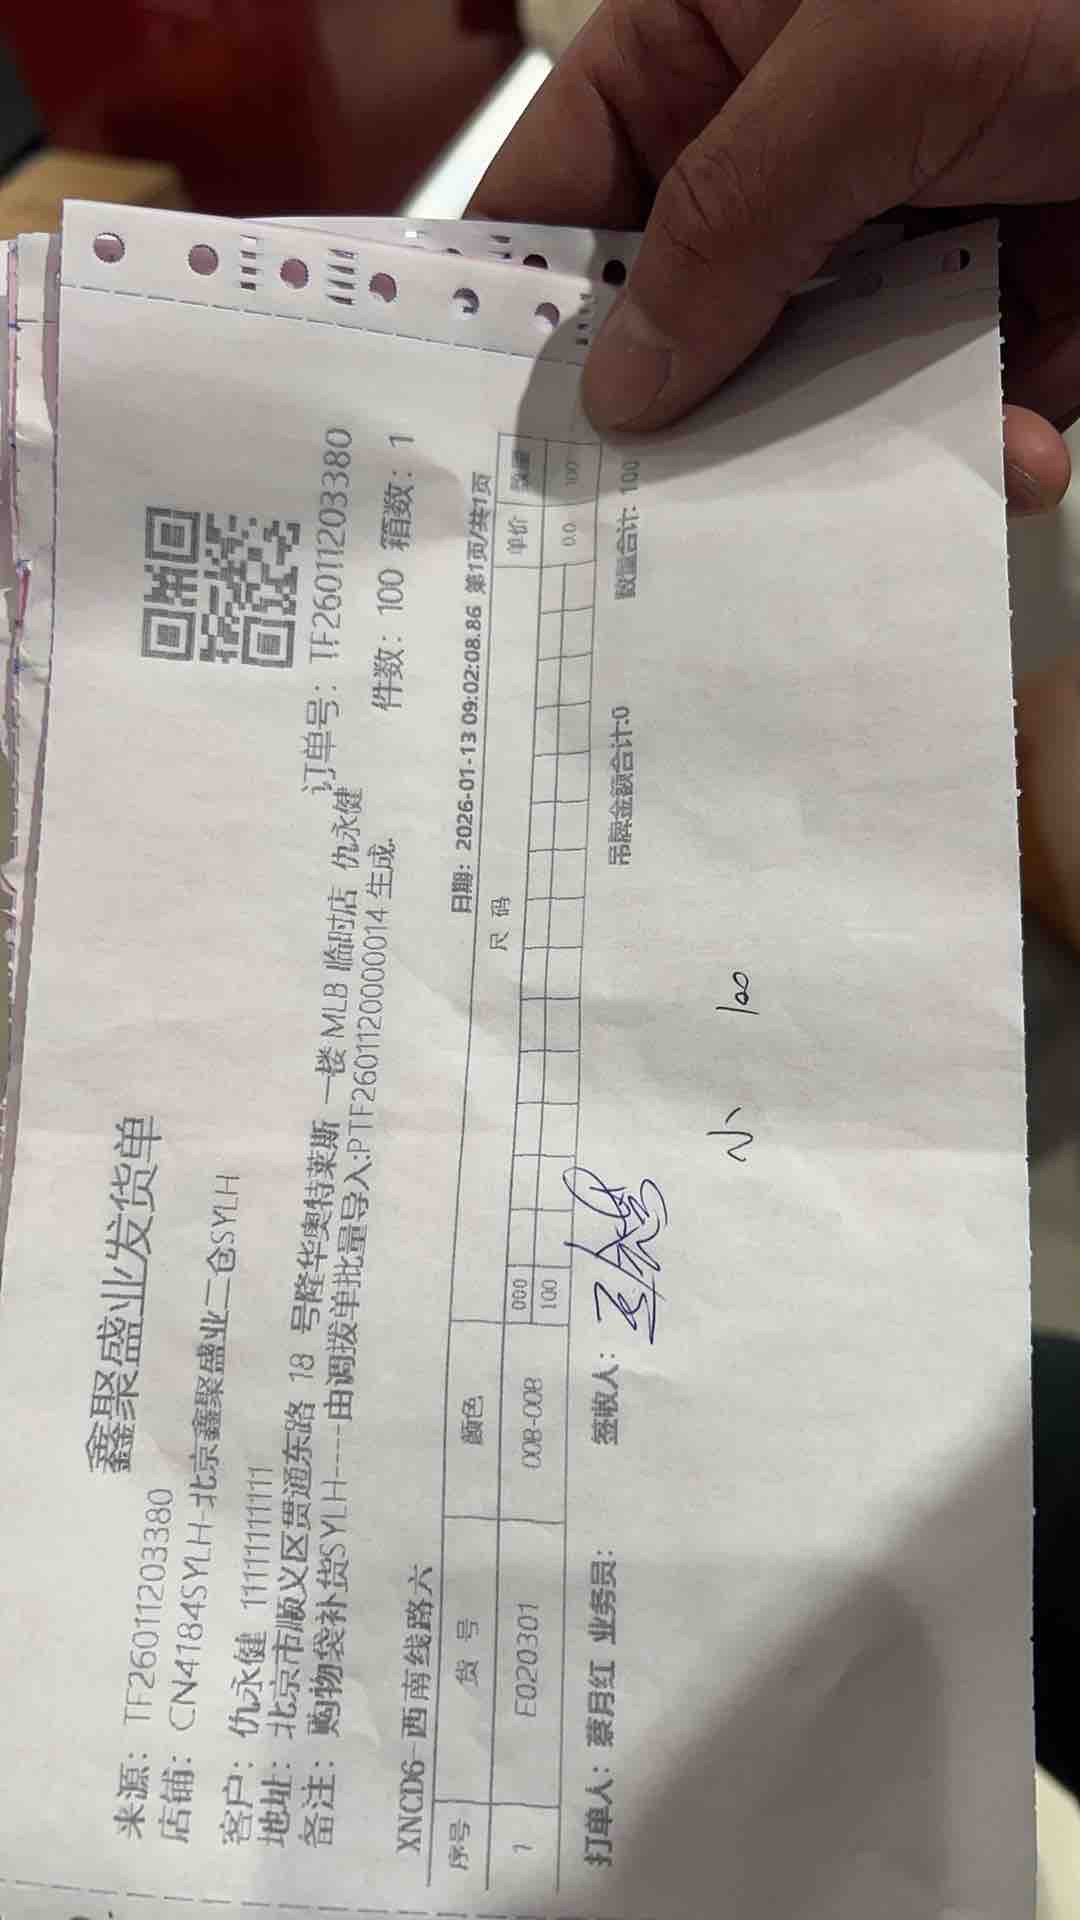 鑫聚盛业发货单
来源：TF2601120​3380
店铺：CN4184SYLH-北京鑫聚盛业二仓SYLH
客户：仇永健 11111111111
订单号：TF26011203380
地址：北京市顺义区贯通东路 18 号隆华奥特莱斯 一楼 MLB 临时店 仇永健
备注：购物袋补货SYLH----由调拨单批量导入:PTF260112000014 生成.
件数：100 箱数：1
XNCD6-西南线路六
日期：2026-01-13 09:02:08.86 第1页/共1页
序号 货号 颜色 尺码 单价 数量
000
1 E020301 008-008 100 0.0 100
打单人：蔡月红 业务员： 签收人： 吊牌金额合计:0 数量合计：100
小 100